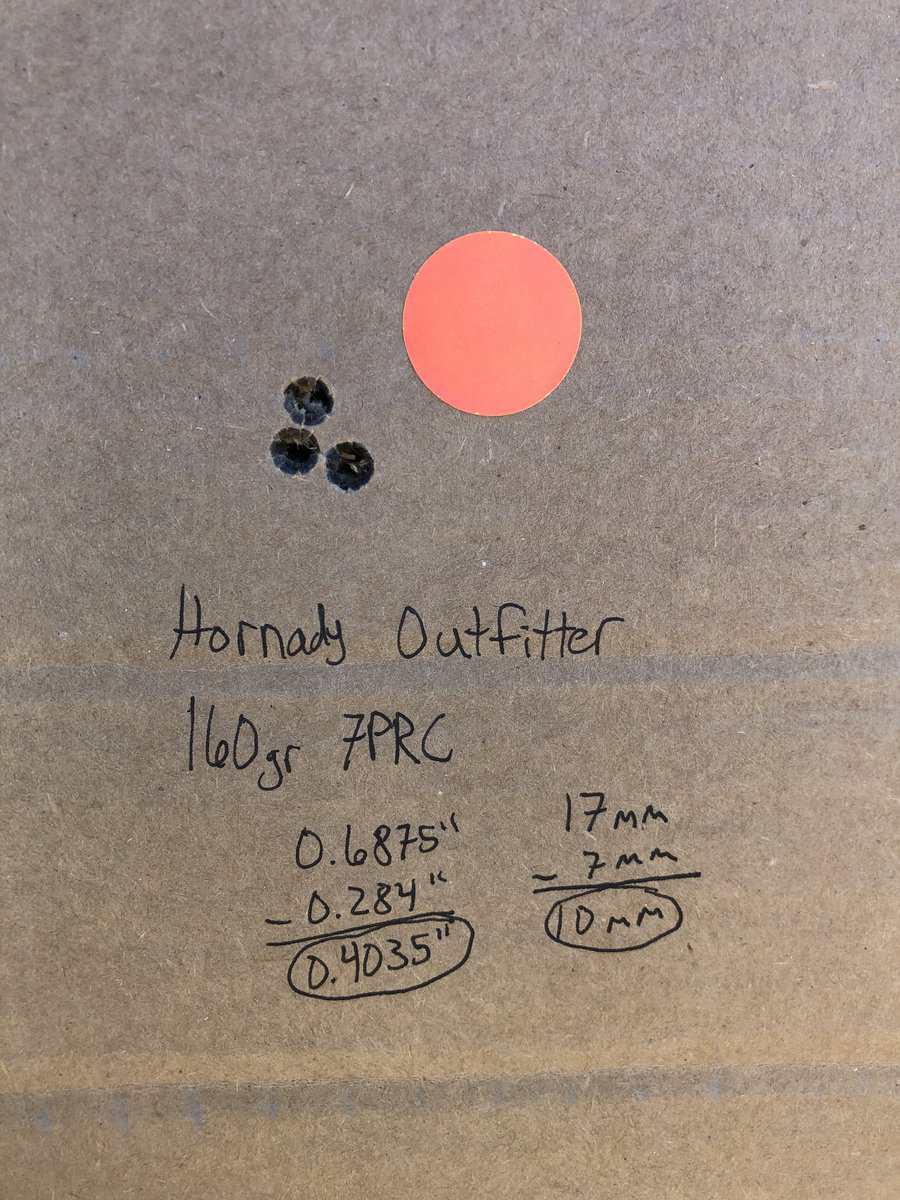 Hornady Outfitter
160gr 7PRC
0.6875"
- 0.284"
0.4035"
17mm
- 7mm
10mm